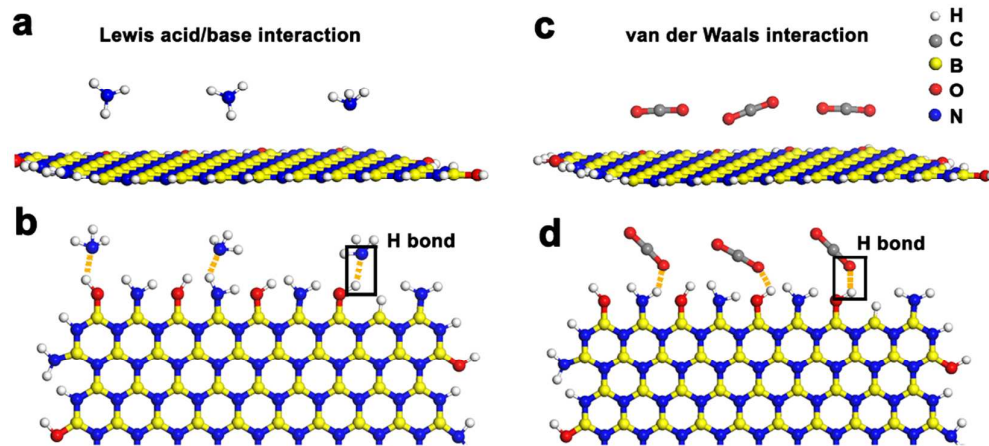 a
Lewis acid/base interaction
c
van der Waals interaction
H
C
B
O
N
b
H bond
d
H bond